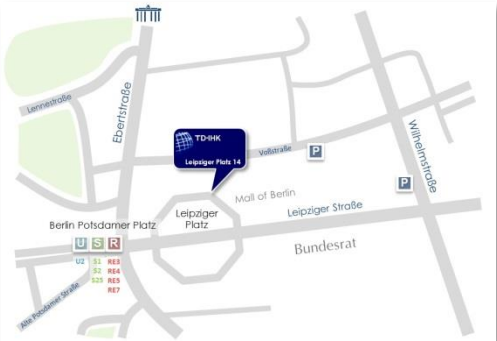 Lennestraße
Ebertstraße
TD-IHK
Leipziger Platz 14
Voßstraße
P
Wilhelmstraße
P
Mall of Berlin
Leipziger
Platz
Leipziger Straße
Bundesrat
Berlin Potsdamer Platz
U S R
U2 S1 RE3
S2 RE4
S25 RE5
RE7
Alte Potsdamer Straße